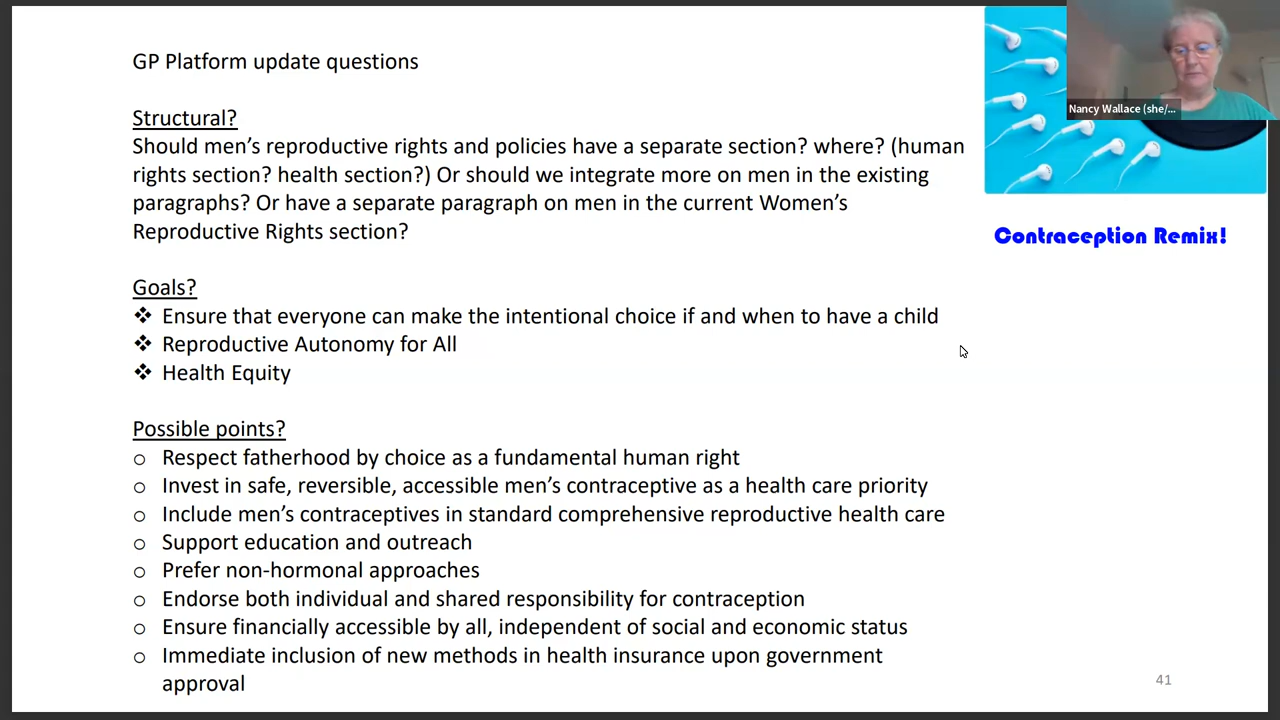 GP Platform update questions
Structural?
Should men's reproductive rights and policies have a separate section? where? (human
rights section? health section?) Or should we integrate more on men in the existing
paragraphs? Or have a separate paragraph on men in the current Women's
Reproductive Rights section?
Goals?
❖ Ensure that everyone can make the intentional choice if and when to have a child
❖ Reproductive Autonomy for All
❖ Health Equity
Possible points?
o Respect fatherhood by choice as a fundamental human right
o Invest in safe, reversible, accessible men's contraceptive as a health care priority
o Include men's contraceptives in standard comprehensive reproductive health care
o Support education and outreach
o Prefer non-hormonal approaches
o Endorse both individual and shared responsibility for contraception
o Ensure financially accessible by all, independent of social and economic status
o Immediate inclusion of new methods in health insurance upon government
approval
Nancy Wallace (she/...
Contraception Remix!
41